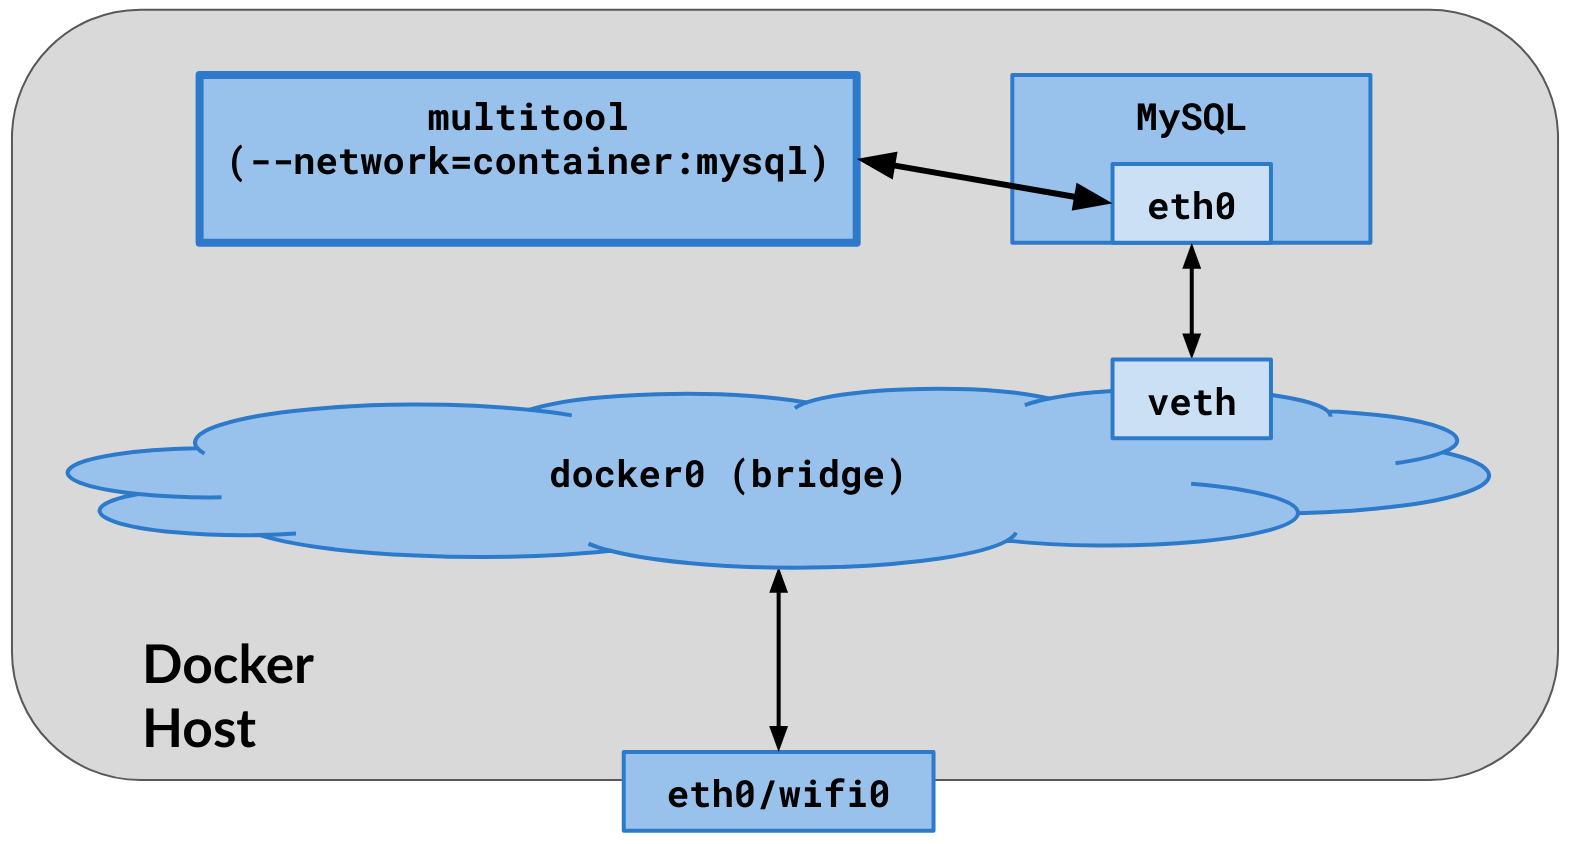 multitool
(--network=container:mysql)
MySQL
eth0
veth
docker0 (bridge)
Docker
Host
eth0/wifi0